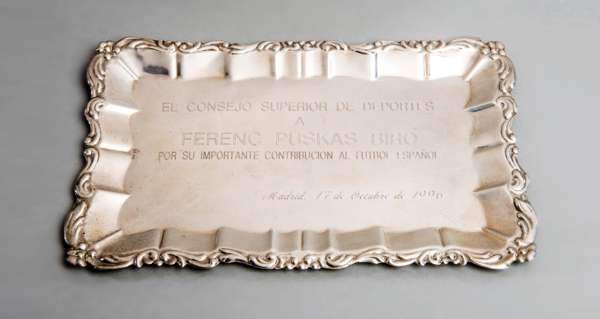 EL CONSEJO SUPERIOR DE DEPORTES
A
FERENC PUSKAS BIRO
POR SU IMPORTANTE CONTRIBUCION AL FUTBOL ESPAÑOL
Madrid, 17 de Octubre de 1996